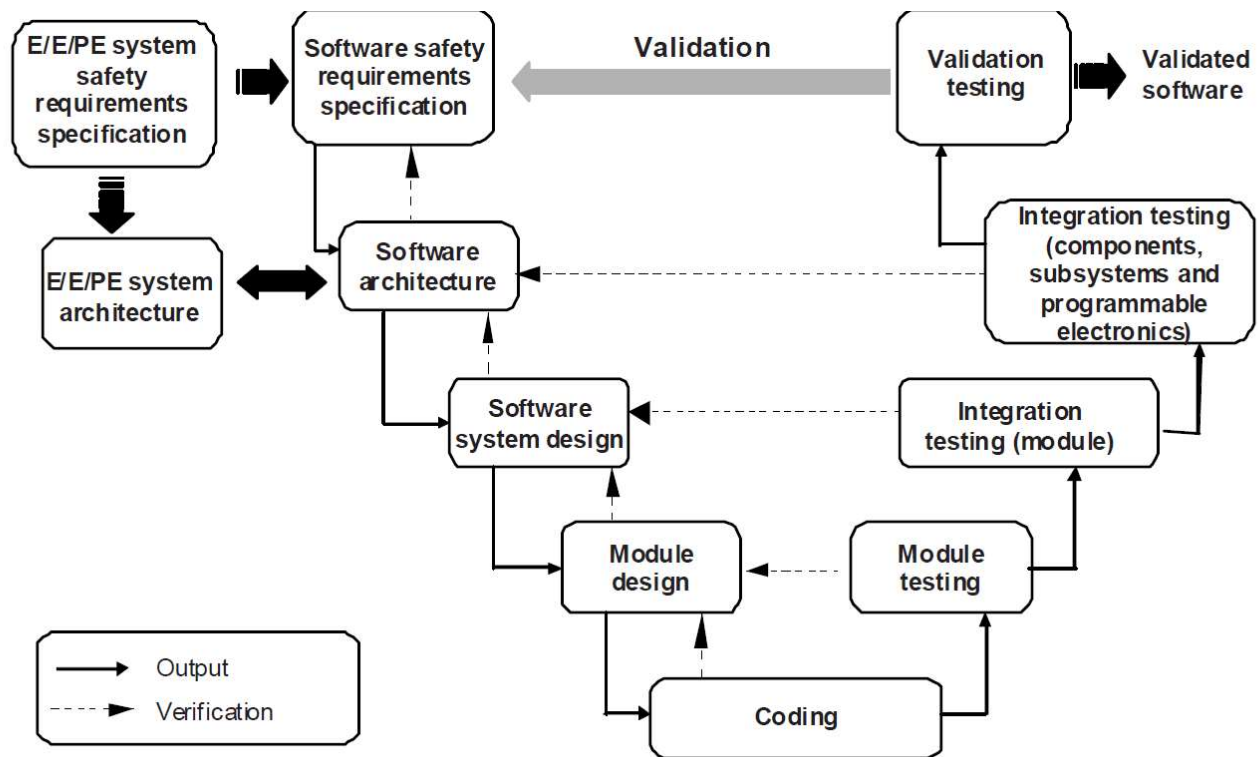 E/E/PE system
safety
requirements
specification
Software safety
requirements
specification
Validation
Validation
testing
Validated
software
E/E/PE system
architecture
Software
architecture
Integration testing
(components,
subsystems and
programmable
electronics)
Software
system design
Integration
testing (module)
Module
design
Module
testing
Coding
Output
Verification